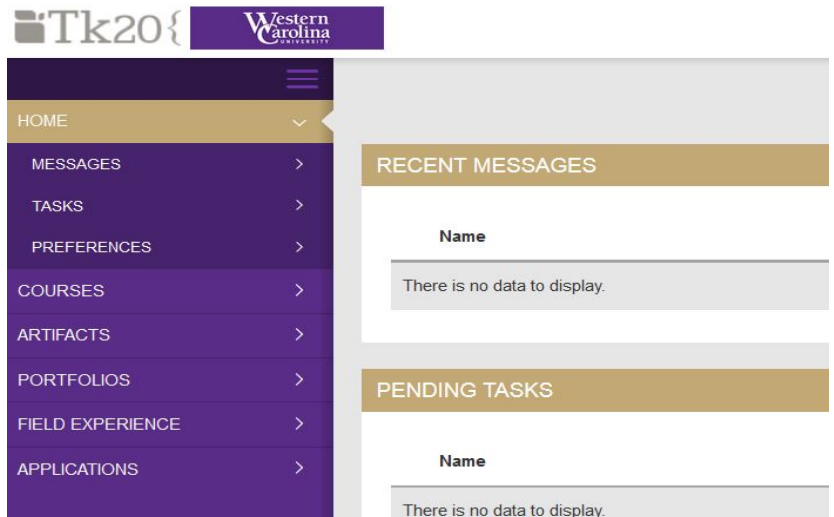 Tk20{
Western
Carolina
UNIVERSITY
HOME
MESSAGES
TASKS
PREFERENCES
COURSES
ARTIFACTS
PORTFOLIOS
FIELD EXPERIENCE
APPLICATIONS
RECENT MESSAGES
Name
There is no data to display.
PENDING TASKS
Name
There is no data to display.